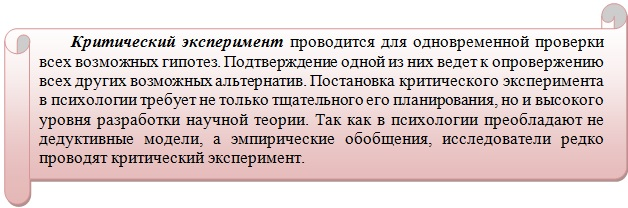 Критический эксперимент проводится для одновременной проверки
всех возможных гипотез. Подтверждение одной из них ведет к опровержению
всех других возможных альтернатив. Постановка критического эксперимента
в психологии требует не только тщательного его планирования, но и высокого
уровня разработки научной теории. Так как в психологии преобладают не
дедуктивные модели, а эмпирические обобщения, исследователи редко
проводят критический эксперимент.